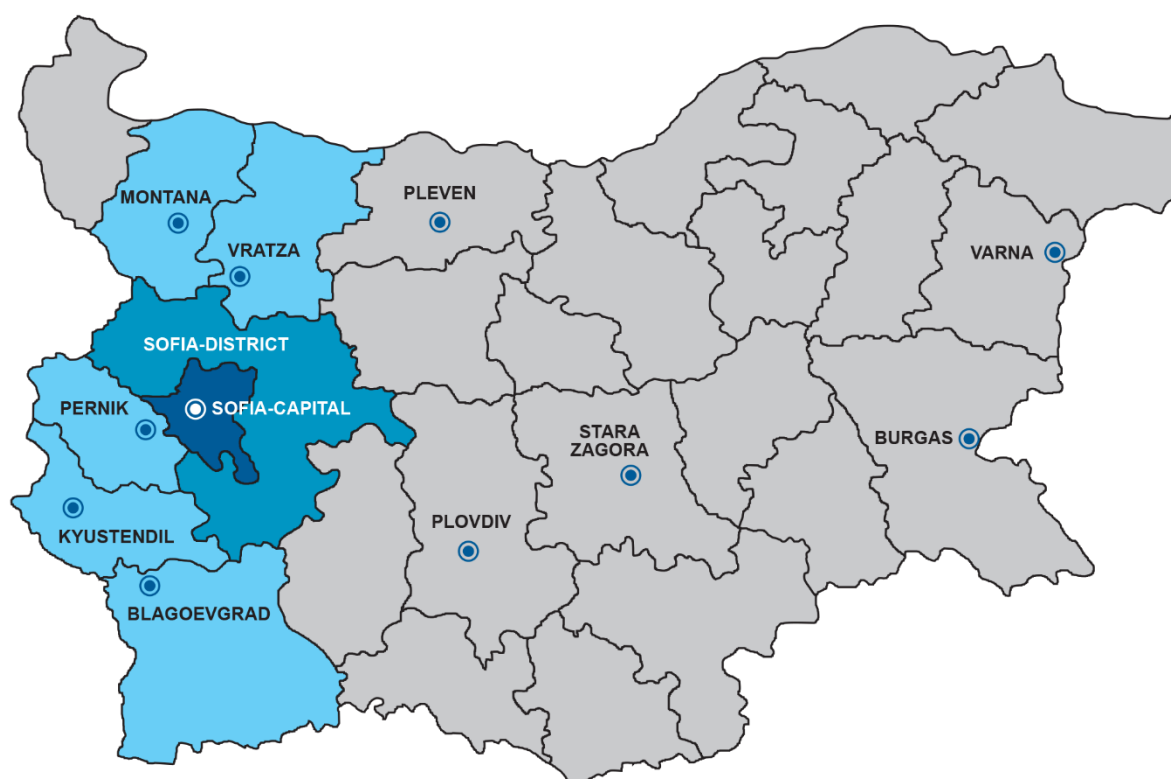 MONTANA
PLEVEN
VRATZA
VARNA
SOFIA-DISTRICT
PERNIK
SOFIA-CAPITAL
STARA
ZAGORA
BURGAS
PLOVDIV
KYUSTENDIL
BLAGOEVGRAD